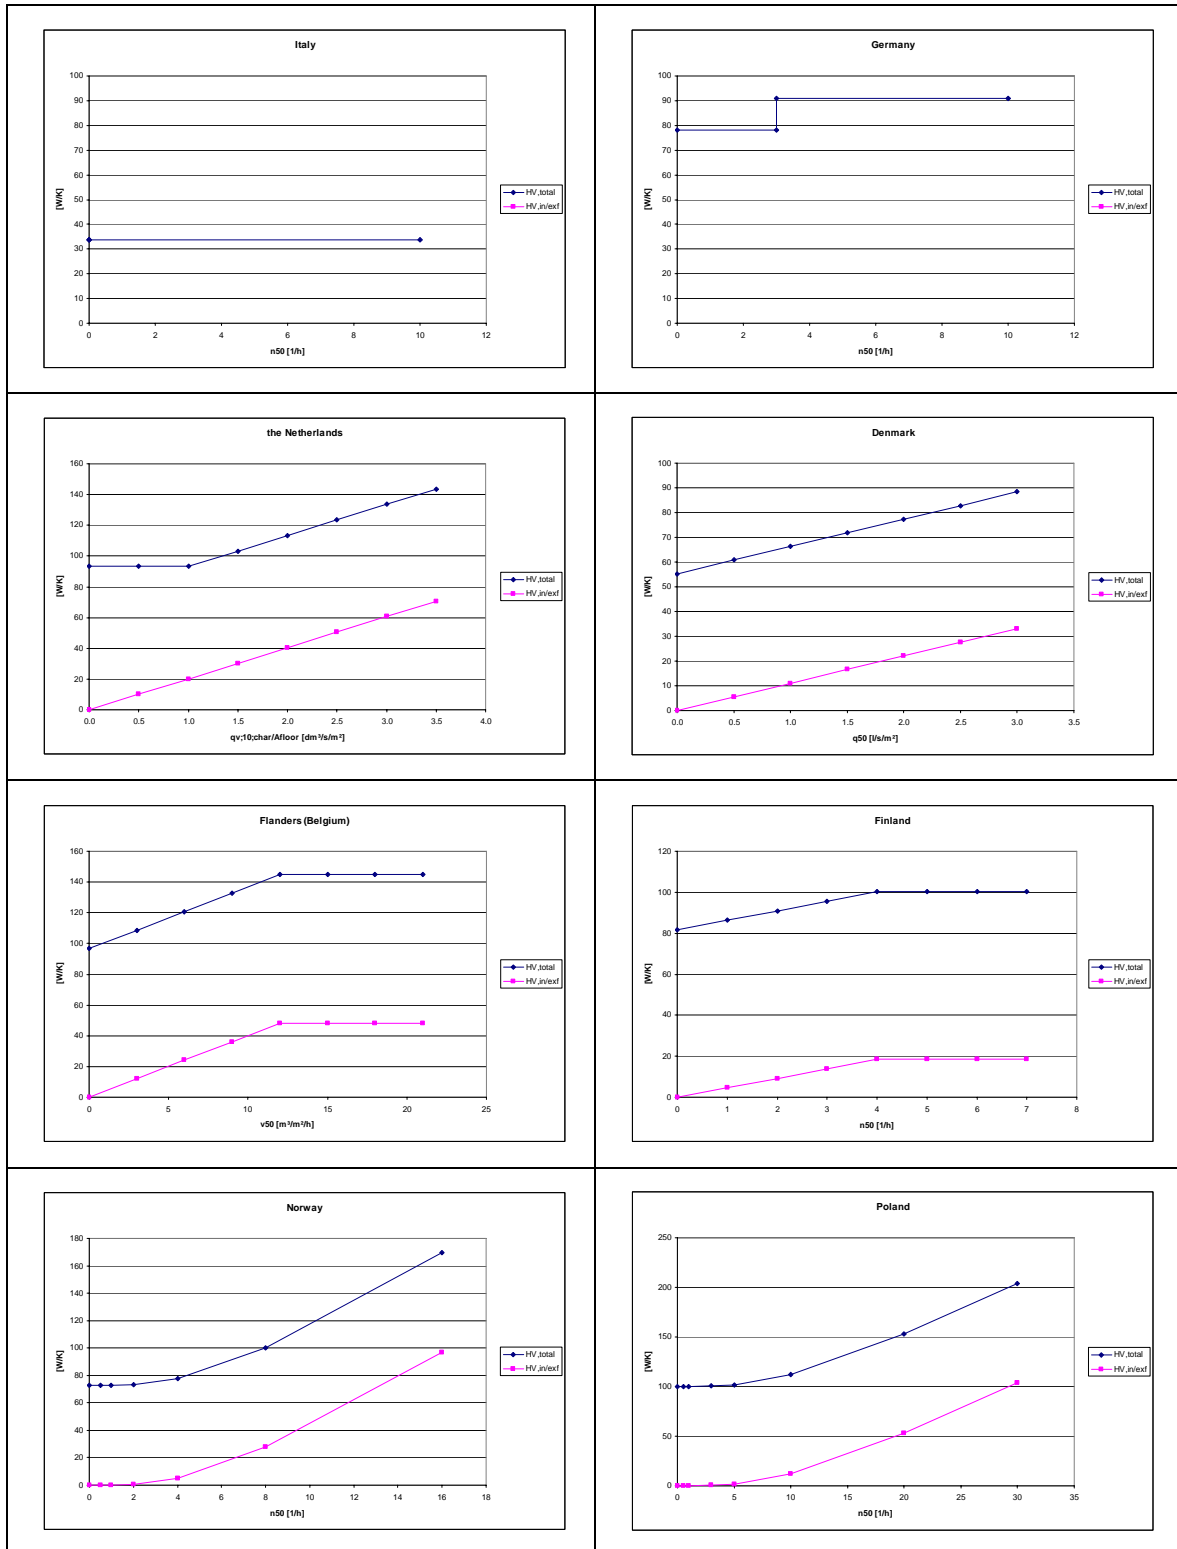 Italy
100
90
80
70
60
50
40
30
20
10
0
[W/K]
0 2 4 6 8 10 12
n50 [1/h]
HV,total
HV,in/exf
Germany
100
90
80
70
60
50
40
30
20
10
0
[W/K]
0 2 4 6 8 10 12
n50 [1/h]
HV,total
HV,in/exf
the Netherlands
160
140
120
100
80
60
40
20
0
[W/K]
0.0 0.5 1.0 1.5 2.0 2.5 3.0 3.5 4.0
qv;10;char/Afloor [dm³/s/m²]
HV,total
HV,in/exf
Denmark
100
90
80
70
60
50
40
30
20
10
0
[W/K]
0.0 0.5 1.0 1.5 2.0 2.5 3.0 3.5
q50 [l/s/m²]
HV,total
HV,in/exf
Flanders (Belgium)
160
140
120
100
80
60
40
20
0
[W/K]
0 5 10 15 20 25
v50 [m³/m²/h]
HV,total
HV,in/exf
Finland
120
100
80
60
40
20
0
[W/K]
0 1 2 3 4 5 6 7 8
n50 [1/h]
HV,total
HV,in/exf
Norway
180
160
140
120
100
80
60
40
20
0
[W/K]
0 2 4 6 8 10 12 14 16 18
n50 [1/h]
HV,total
HV,in/exf
Poland
250
200
150
100
50
0
[W/K]
0 5 10 15 20 25 30 35
n50 [1/h]
HV,total
HV,in/exf